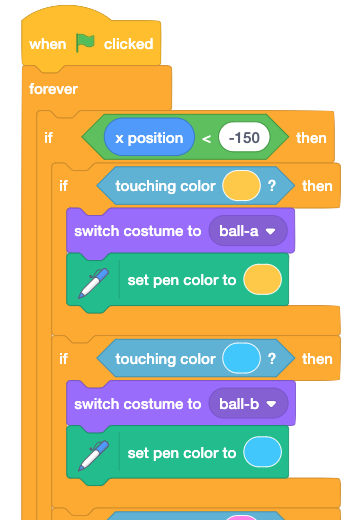 when clicked
forever
if x position < -150 then
if touching color ? then
switch costume to ball-a
set pen color to
if touching color ? then
switch costume to ball-b
set pen color to